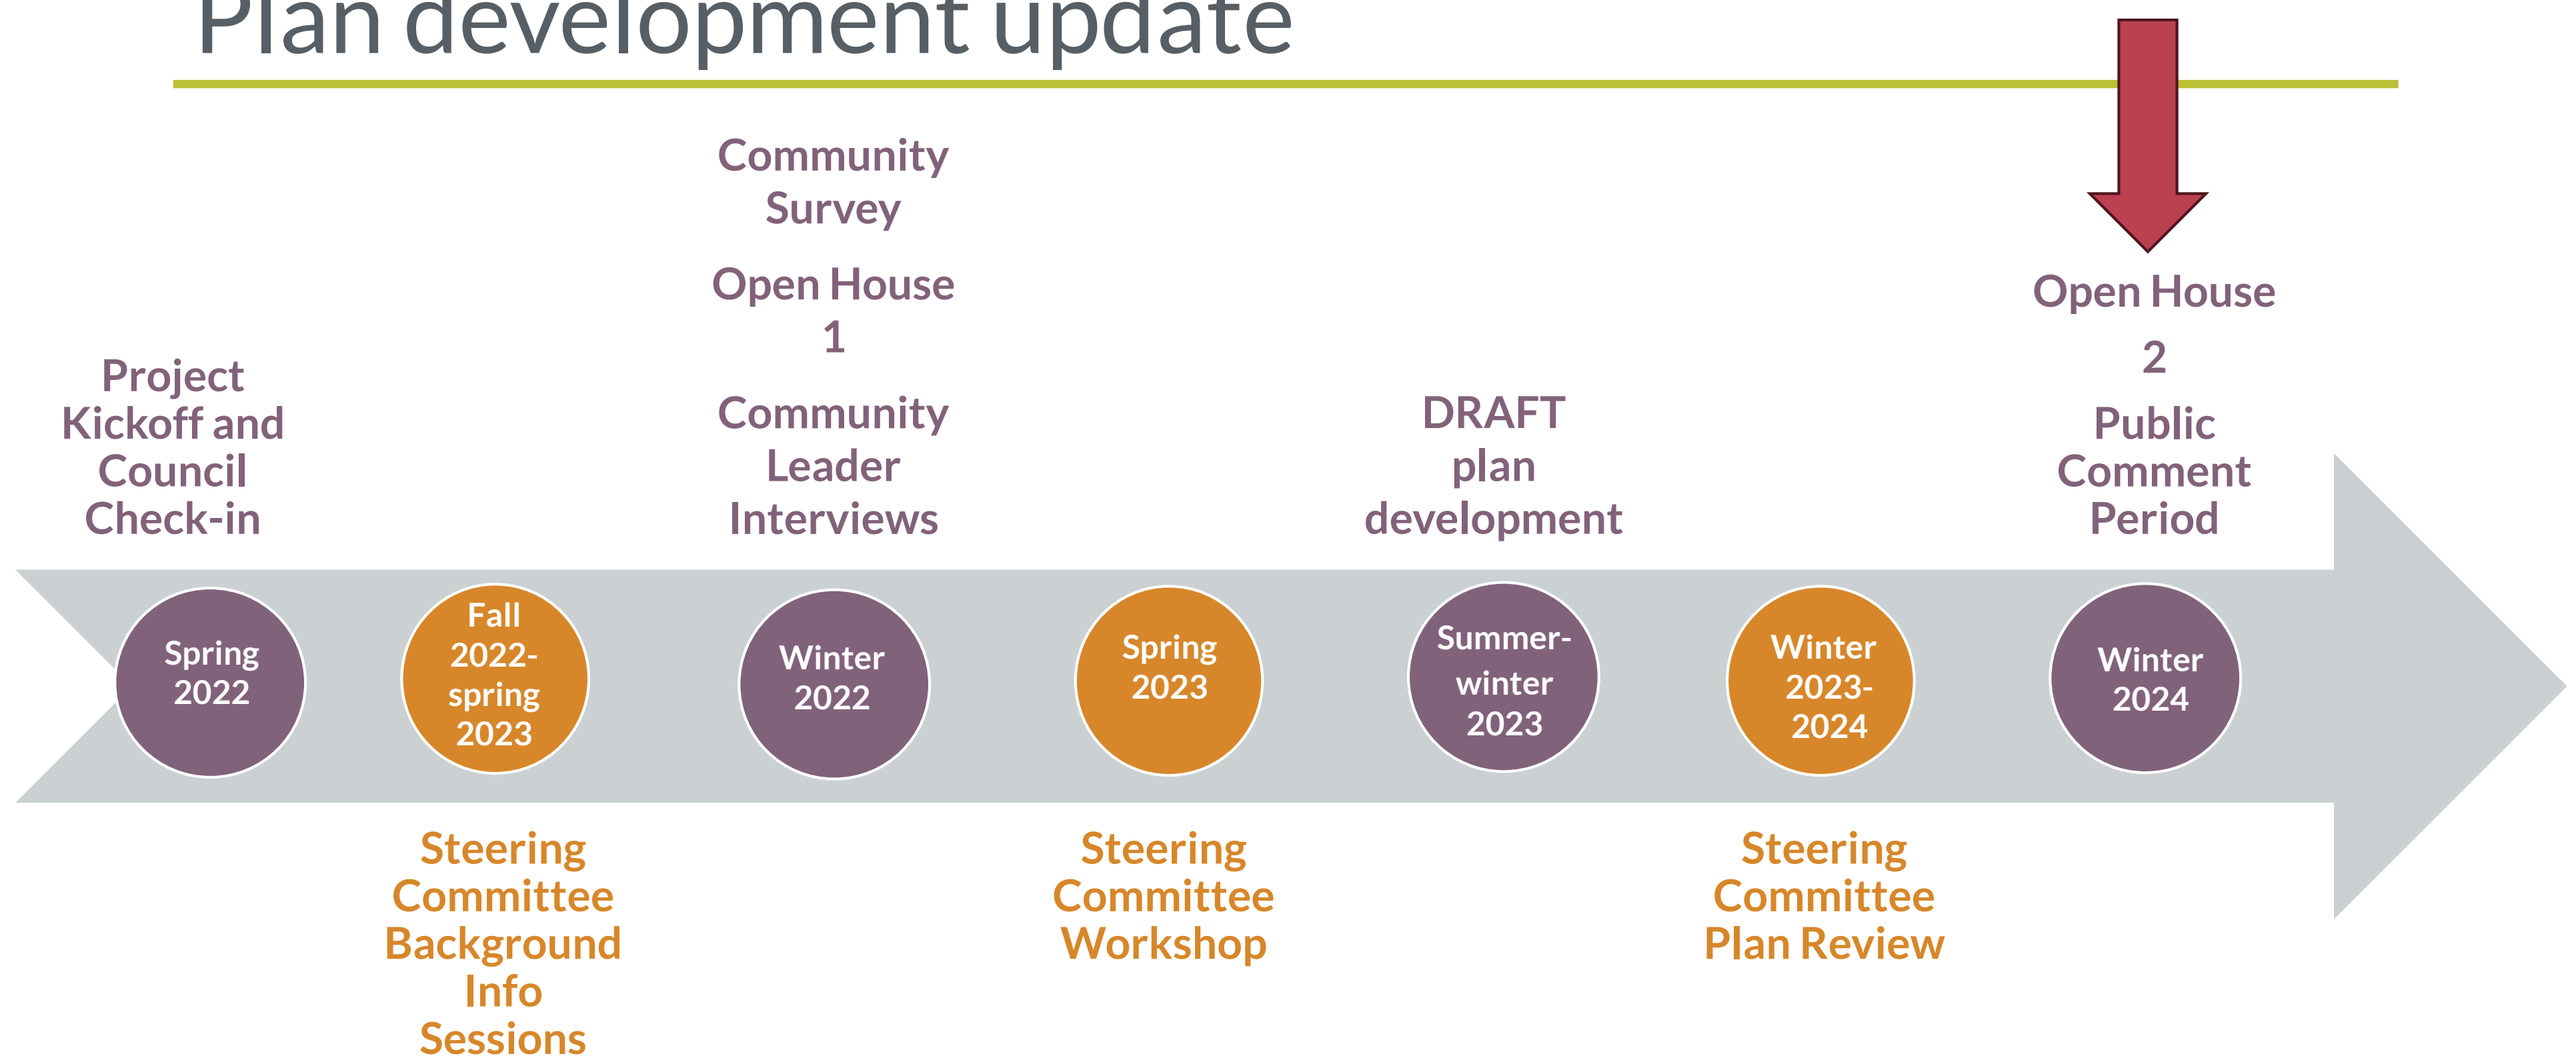 Plan development update
Community
Survey
Open House
1
Community
Leader
Interviews
Project
Kickoff and
Council
Check-in
DRAFT
plan
development
Open House
2
Public
Comment
Period
Spring
2022
Fall
2022-
spring
2023
Winter
2022
Spring
2023
Summer-
winter
2023
Winter
2023-
2024
Winter
2024
Steering
Committee
Background
Info
Sessions
Steering
Committee
Workshop
Steering
Committee
Plan Review